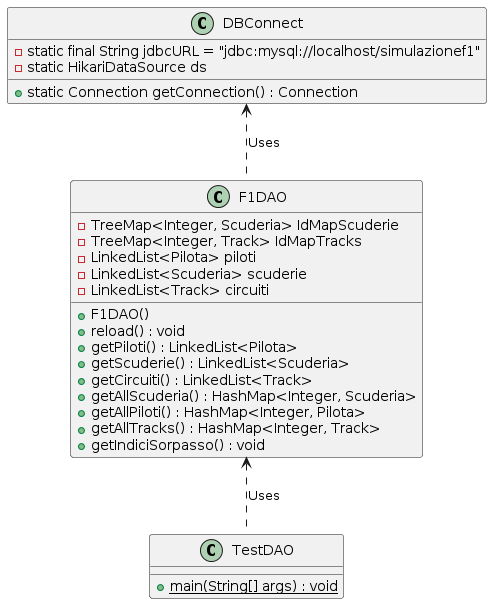 C DBConnect
static final String jdbcURL = "jdbc:mysql://localhost/simulazionef1"
static HikariDataSource ds
static Connection getConnection() : Connection
Uses
C F1DAO
TreeMap<Integer, Scuderia> IdMapScuderie
TreeMap<Integer, Track> IdMapTracks
LinkedList<Pilota> piloti
LinkedList<Scuderia> scuderie
LinkedList<Track> circuiti
F1DAO()
reload() : void
getPiloti() : LinkedList<Pilota>
getScuderie() : LinkedList<Scuderia>
getCircuiti() : LinkedList<Track>
getAllScuderia() : HashMap<Integer, Scuderia>
getAllPiloti() : HashMap<Integer, Pilota>
getAllTracks() : HashMap<Integer, Track>
getIndiciSorpasso() : void
Uses
C TestDAO
main(String[] args) : void